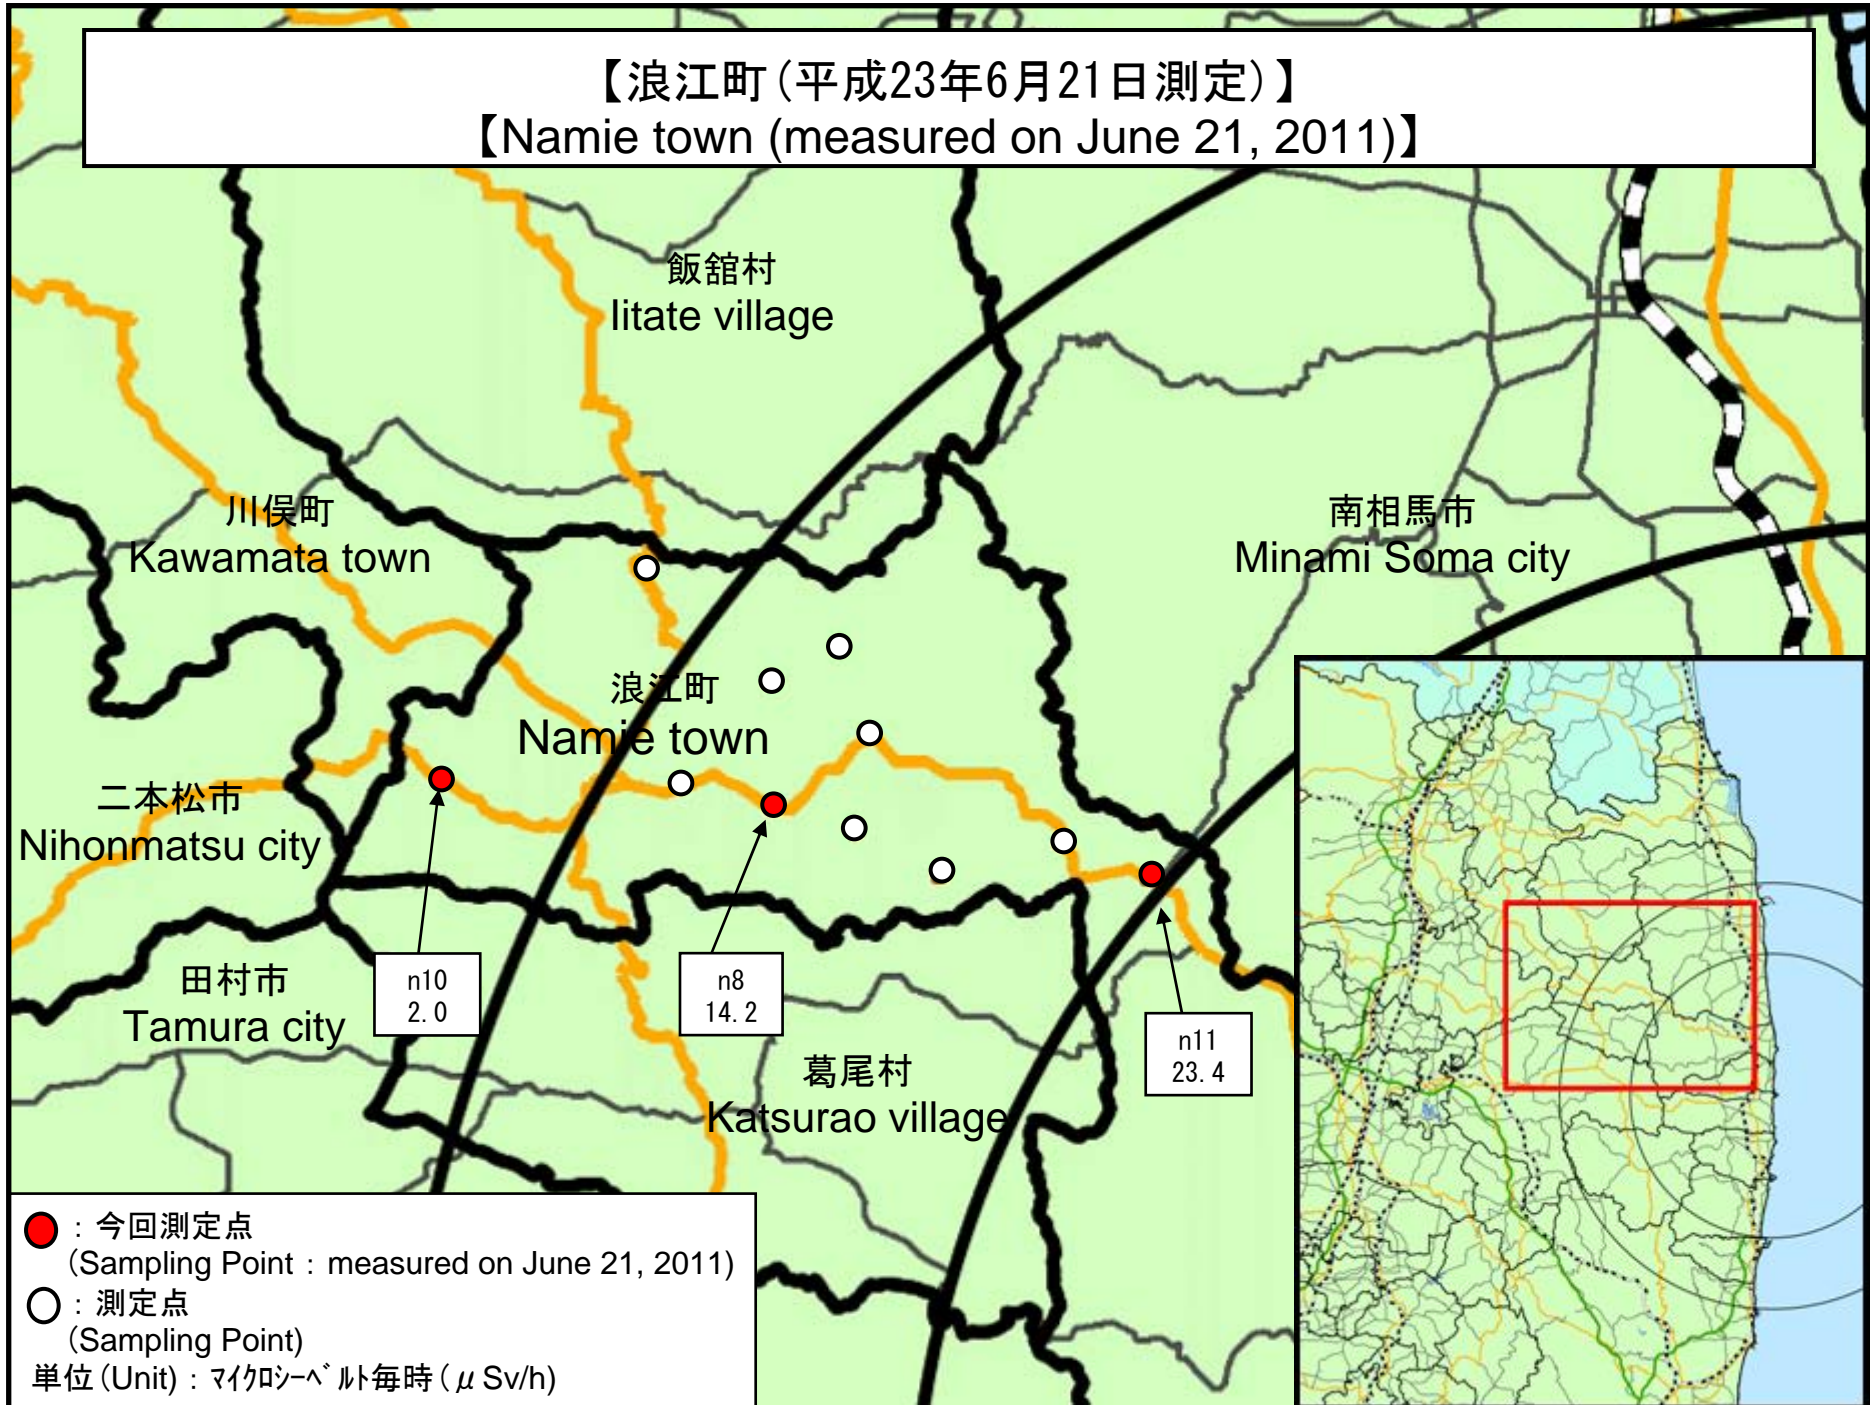 【浪江町(平成23年6月21日測定)】
【Namie town (measured on June 21, 2011)】
飯舘村
Iitate village
川俣町
Kawamata town
南相馬市
Minami Soma city
浪江町
Namie town
二本松市
Nihonmatsu city
田村市
Tamura city
n10
2.0
n8
14.2
n11
23.4
葛尾村
Katsurao village
：今回測定点
(Sampling Point：measured on June 21, 2011)
：測定点
(Sampling Point)
単位(Unit)：ﾏｲｸﾛｼｰﾍﾞﾙﾄ毎時(μSv/h)